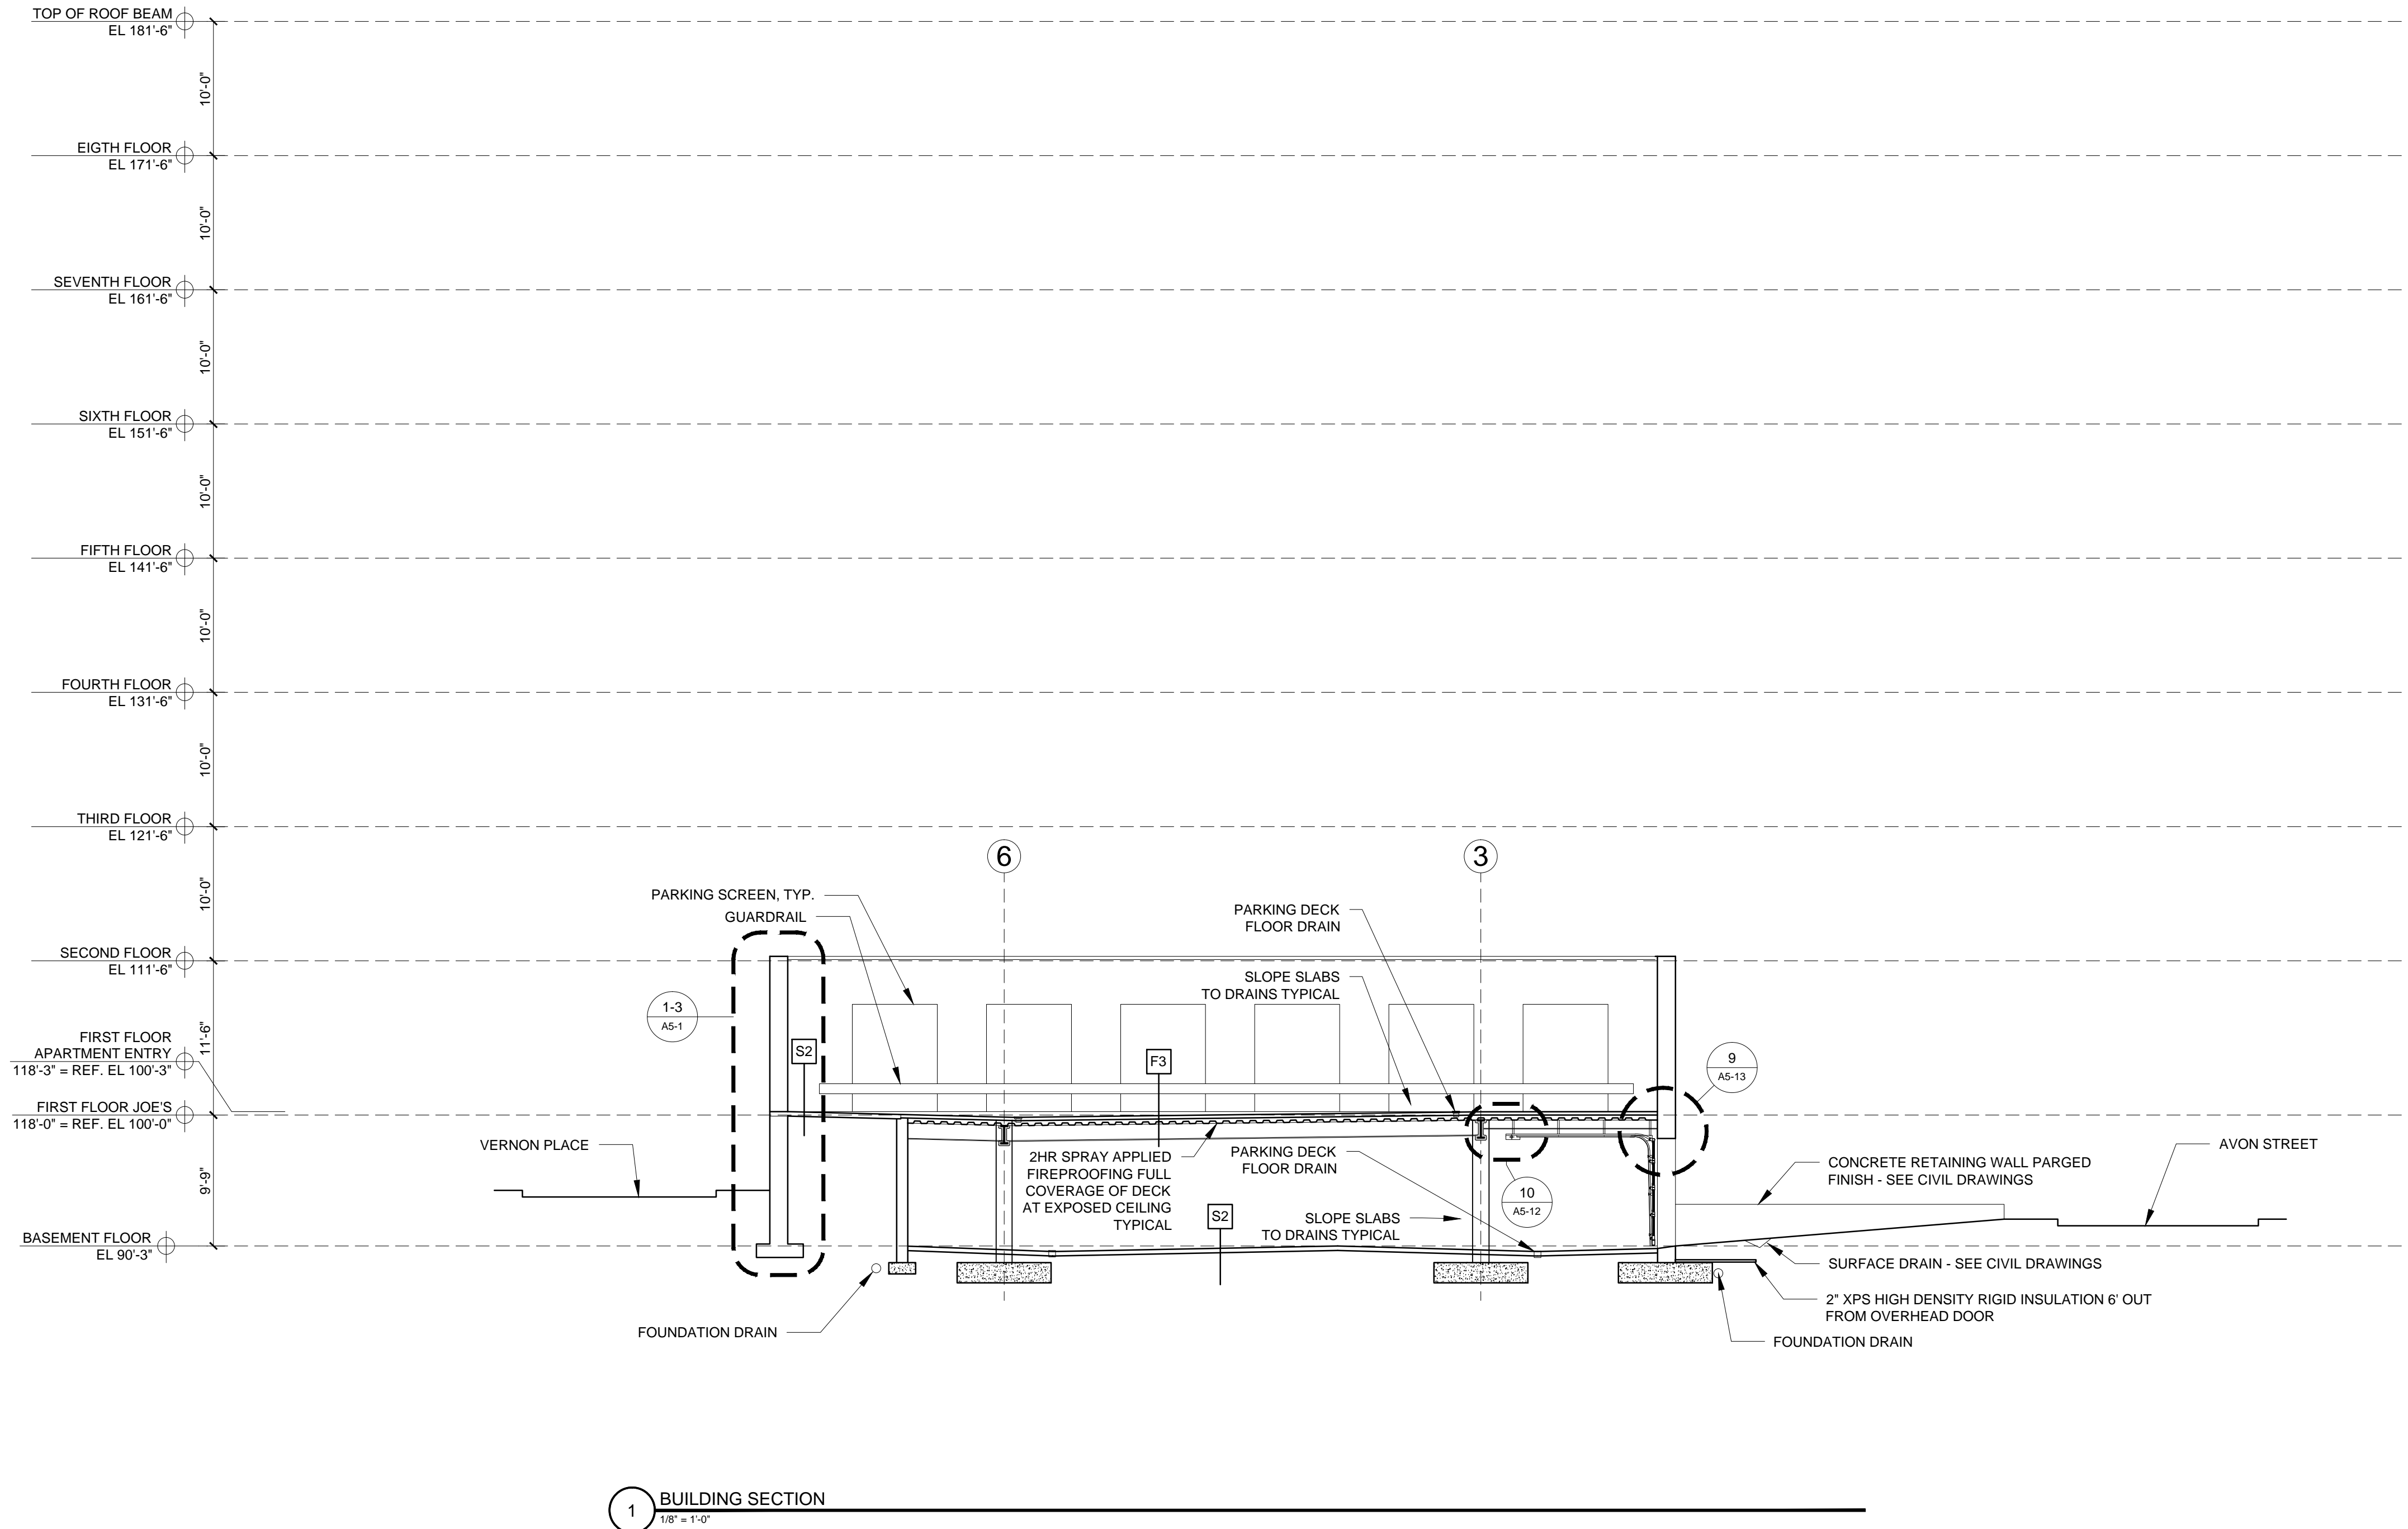 TOP OF ROOF BEAM
EL 181'-6"
10'-0"
EIGTH FLOOR
EL 171'-6"
10'-0"
SEVENTH FLOOR
EL 161'-6"
10'-0"
SIXTH FLOOR
EL 151'-6"
10'-0"
FIFTH FLOOR
EL 141'-6"
10'-0"
FOURTH FLOOR
EL 131'-6"
10'-0"
THIRD FLOOR
EL 121'-6"
10'-0"
SECOND FLOOR
EL 111'-6"
11'-6"
FIRST FLOOR
APARTMENT ENTRY
118'-3" = REF. EL 100'-3"
FIRST FLOOR JOE'S
118'-0" = REF. EL 100'-0"
9'-9"
BASEMENT FLOOR
EL 90'-3"
6
3
PARKING SCREEN, TYP.
GUARDRAIL
PARKING DECK
FLOOR DRAIN
SLOPE SLABS
TO DRAINS TYPICAL
1-3
A5-1
S2
F3
9
A5-13
VERNON PLACE
2HR SPRAY APPLIED
FIREPROOFING FULL
COVERAGE OF DECK
AT EXPOSED CEILING
TYPICAL
PARKING DECK
FLOOR DRAIN
S2
SLOPE SLABS
TO DRAINS TYPICAL
10
A5-12
AVON STREET
CONCRETE RETAINING WALL PARGED
FINISH - SEE CIVIL DRAWINGS
SURFACE DRAIN - SEE CIVIL DRAWINGS
2" XPS HIGH DENSITY RIGID INSULATION 6' OUT
FROM OVERHEAD DOOR
FOUNDATION DRAIN
FOUNDATION DRAIN
1
BUILDING SECTION
1/8" = 1'-0"